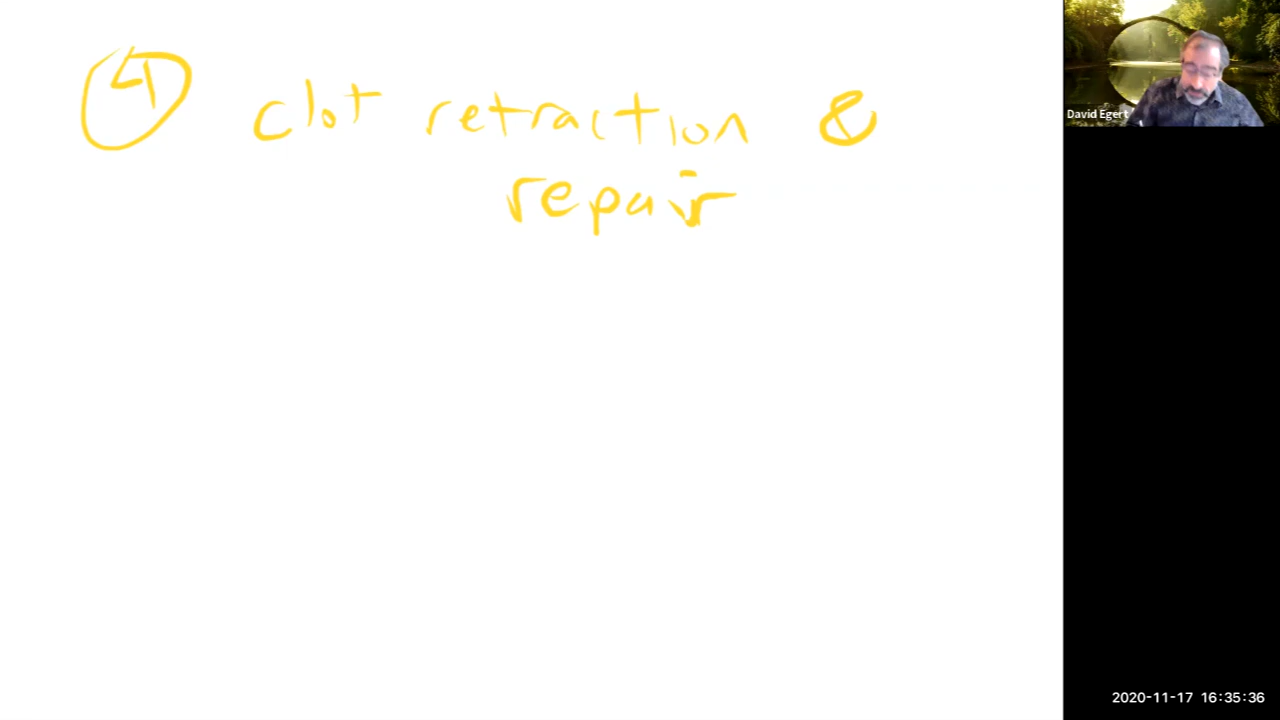 4 clot retraction &
repair
David Egert
2020-11-17 16:35:36